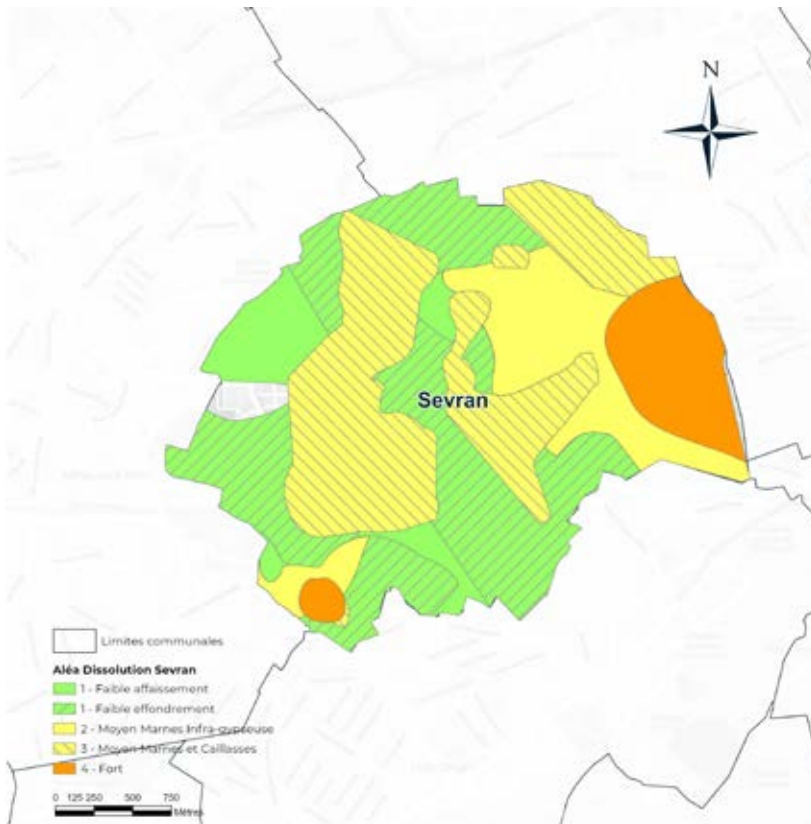 N
Sevran
Limites communales
Aléa Dissolution Sevran
1 - Faible affaissement
1 - Faible effondrement
2 - Moyen Marnes Infra-gypseuse
3 - Moyen Marnes et Caillasses
4 - Fort
0 125 250 500 750
Mètres